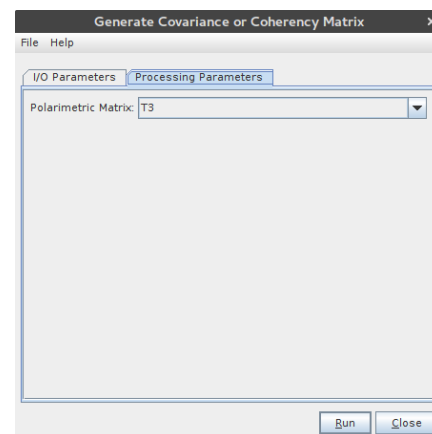 Generate Covariance or Coherency Matrix
File Help
I/O Parameters Processing Parameters
Polarimetric Matrix: T3
Run Close